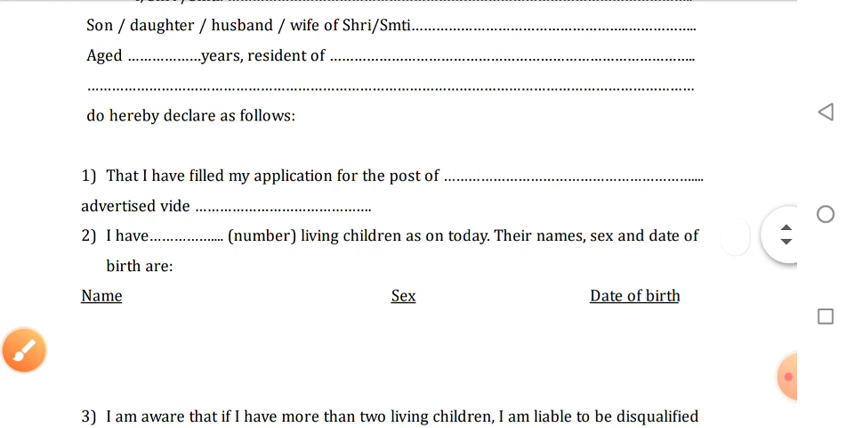 Son / daughter / husband / wife of Shri/Smti.......................................................................
Aged ..................years, resident of ..........................................................................................
.......................................................................................................................................................
do hereby declare as follows:
1) That I have filled my application for the post of ................................................................
advertised vide ...........................................
2) I have.................. (number) living children as on today. Their names, sex and date of
birth are:
Name Sex Date of birth
3) I am aware that if I have more than two living children, I am liable to be disqualified